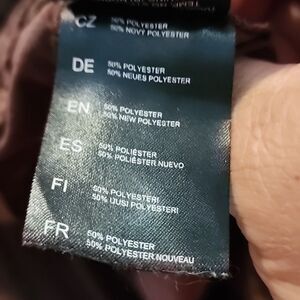 CZ 50% POLYESTER
50% NOVÝ POLYESTER
DE 50% POLYESTER
50% NEUES POLYESTER
EN 50% POLYESTER
50% NEW POLYESTER
ES 50% POLIÉSTER
50% POLIÉSTER NUEVO
FI 50% POLYESTERI
50% UUSI POLYESTERI
FR 50% POLYESTER
50% POLYESTER NOUVEAU